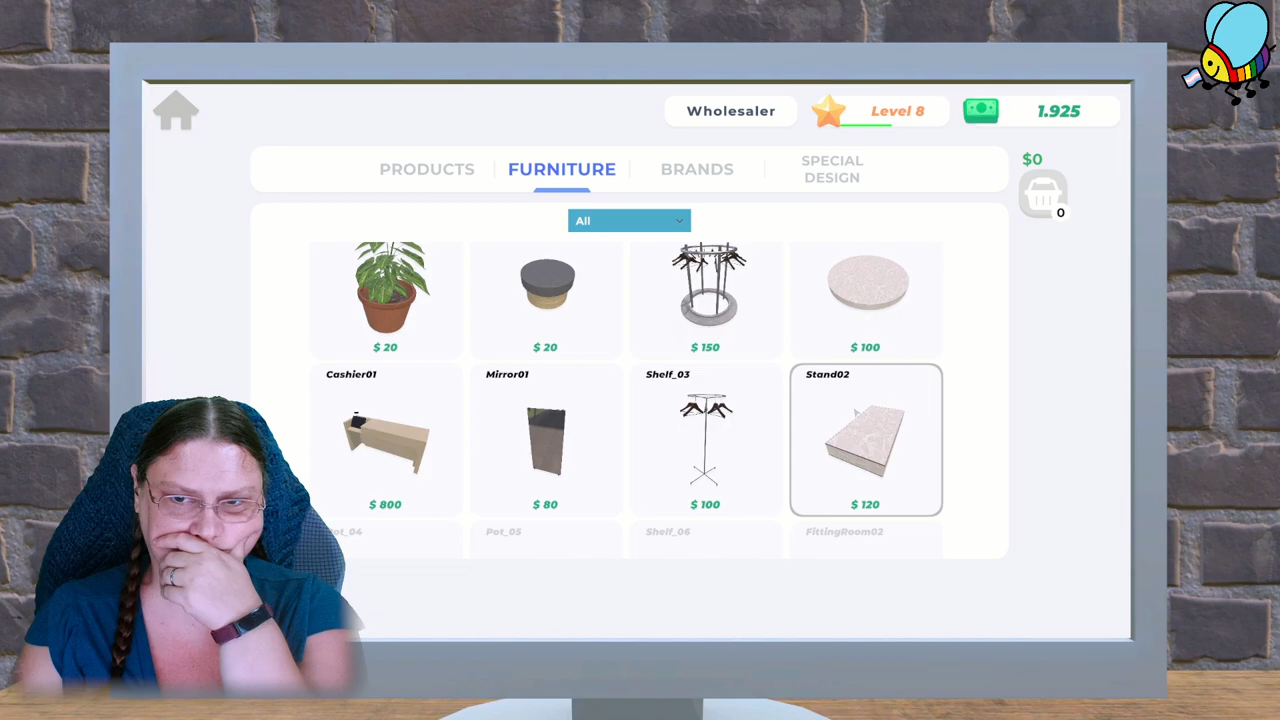 Wholesaler
Level 8
1.925
PRODUCTS
FURNITURE
BRANDS
SPECIAL
DESIGN
$0
0
All
$ 20
$ 20
$ 150
$ 100
Cashier01
Mirror01
Shelf_03
Stand02
$ 800
$ 80
$ 100
$ 120
Pot_05
Shelf_06
FittingRoom02